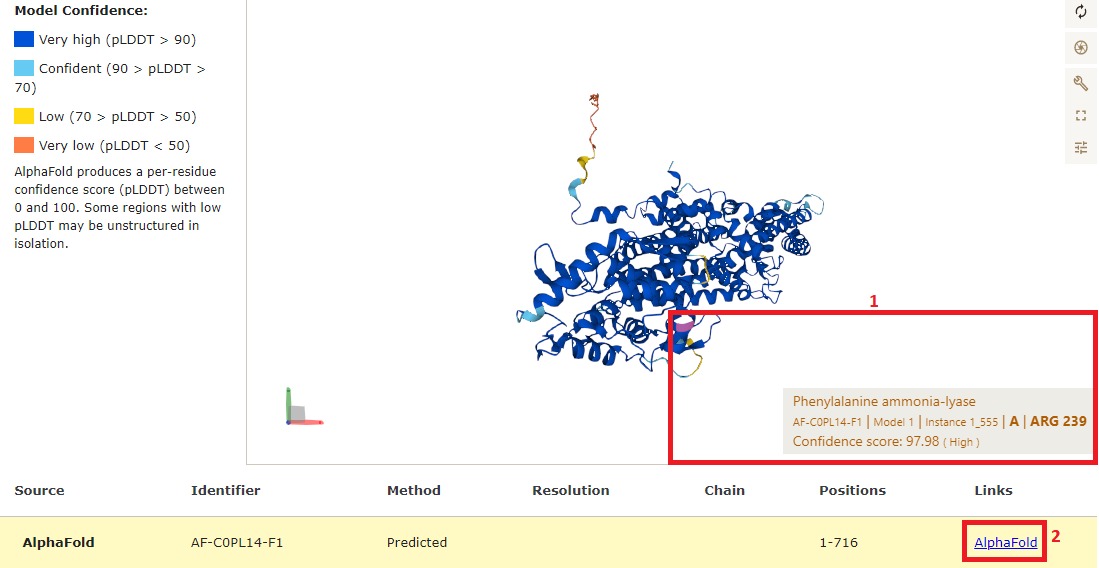 Model Confidence:
Very high (pLDDT > 90)
Confident (90 > pLDDT >
70)
Low (70 > pLDDT > 50)
Very low (pLDDT < 50)
AlphaFold produces a per-residue
confidence score (pLDDT) between
0 and 100. Some regions with low
pLDDT may be unstructured in
isolation.
1
Phenylalanine ammonia-lyase
AF-C0PL14-F1 | Model 1 | Instance 1_555 | A | ARG 239
Confidence score: 97.98 ( High )
Source Identifier Method Resolution Chain Positions Links
AlphaFold AF-C0PL14-F1 Predicted 1-716 AlphaFold 2